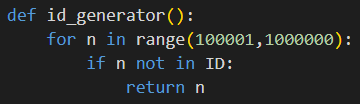 def id_generator():
    for n in range(100001,1000000):
        if n not in ID:
            return n